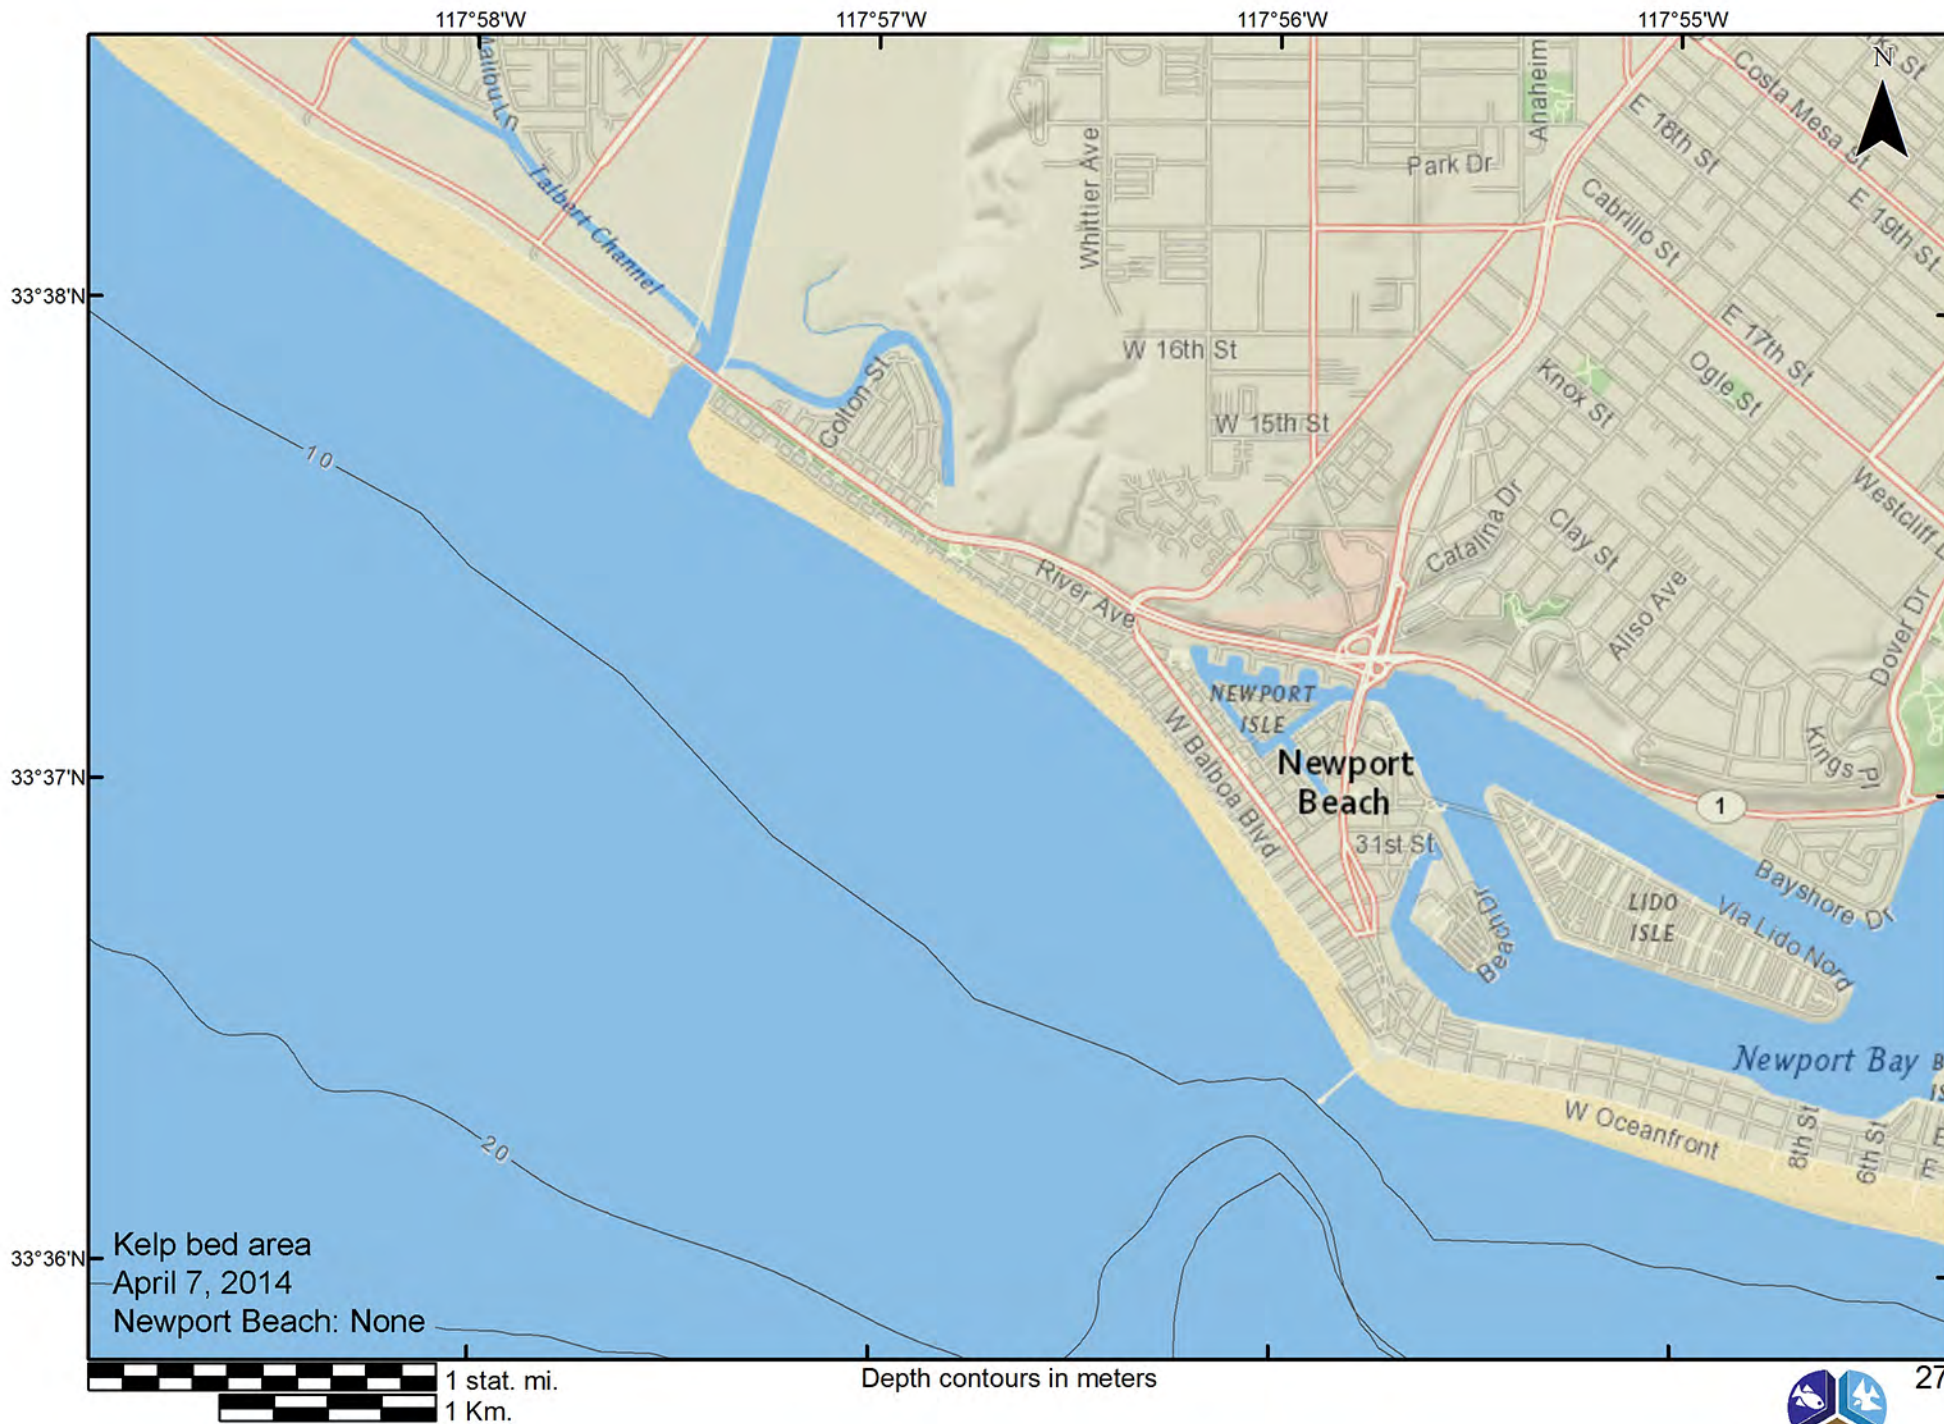 117°58'W
117°57'W
117°56'W
117°55'W
N
Malibu Ln
Talbert Channel
Whittier Ave
Anaheim
Park Dr
E 18th St
Costa Mesa St
E 19th St
Cabrillo St
33°38'N
E 17th St
W 16th St
Ogle St
Knox St
Colton St
W 15th St
10
Westcliff
Catalina Dr
Clay St
River Ave
Aliso Ave
Dover Dr
NEWPORT
ISLE
W Balboa Blvd
Kings Pl
33°37'N
Newport
Beach
1
31st St
Bayshore Dr
Beach Dr
LIDO
ISLE
Via Lido Nord
Newport Bay
W Oceanfront
8th St
6th St
20
33°36'N
Kelp bed area
April 7, 2014
Newport Beach: None
1 stat. mi.
1 Km.
Depth contours in meters
27